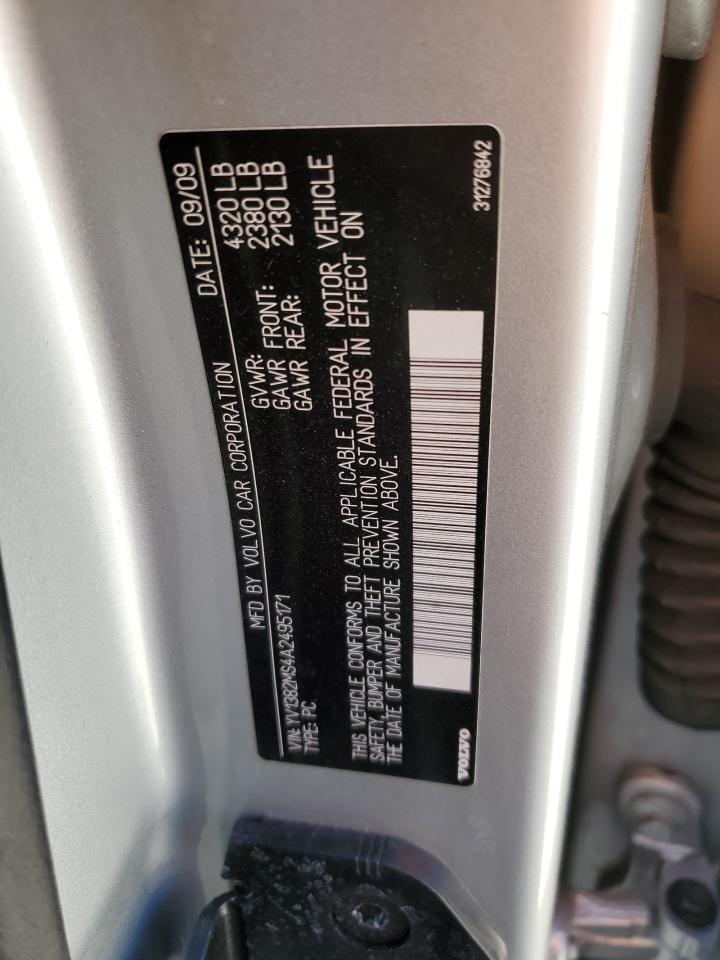 MFD BY VOLVO CAR CORPORATION DATE: 09/09
GVWR: 4320 LB
GAWR FRONT: 2380 LB
GAWR REAR: 2130 LB
VIN: YV1382MS4A2495171
TYPE: PC
THIS VEHICLE CONFORMS TO ALL APPLICABLE FEDERAL MOTOR VEHICLE
SAFETY, BUMPER AND THEFT PREVENTION STANDARDS IN EFFECT ON
THE DATE OF MANUFACTURE SHOWN ABOVE.
VOLVO 31276842